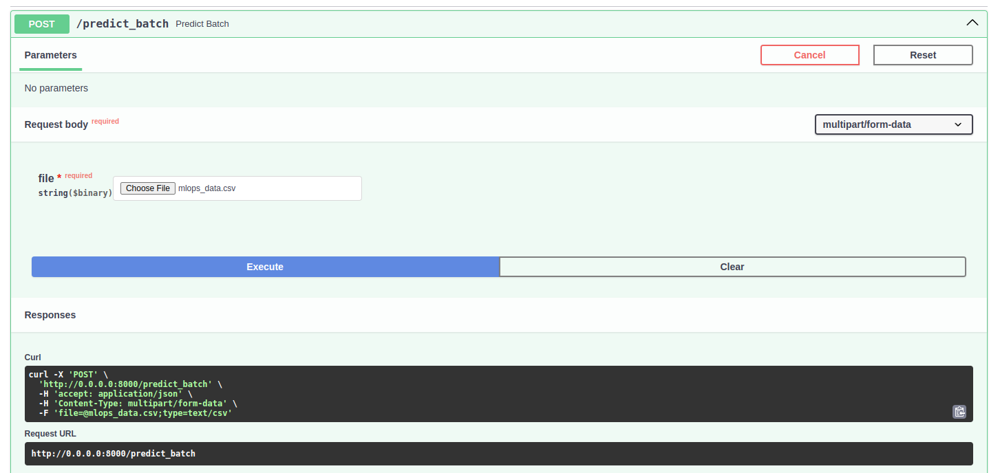 POST /predict_batch Predict Batch
Parameters
Cancel
Reset
No parameters
Request body required
multipart/form-data
file * required
string($binary)
Choose File mlops_data.csv
Execute
Clear
Responses
Curl
curl -X 'POST' \
  'http://0.0.0.0:8000/predict_batch' \
  -H 'accept: application/json' \
  -H 'Content-Type: multipart/form-data' \
  -F 'file=@mlops_data.csv;type=text/csv'
Request URL
http://0.0.0.0:8000/predict_batch